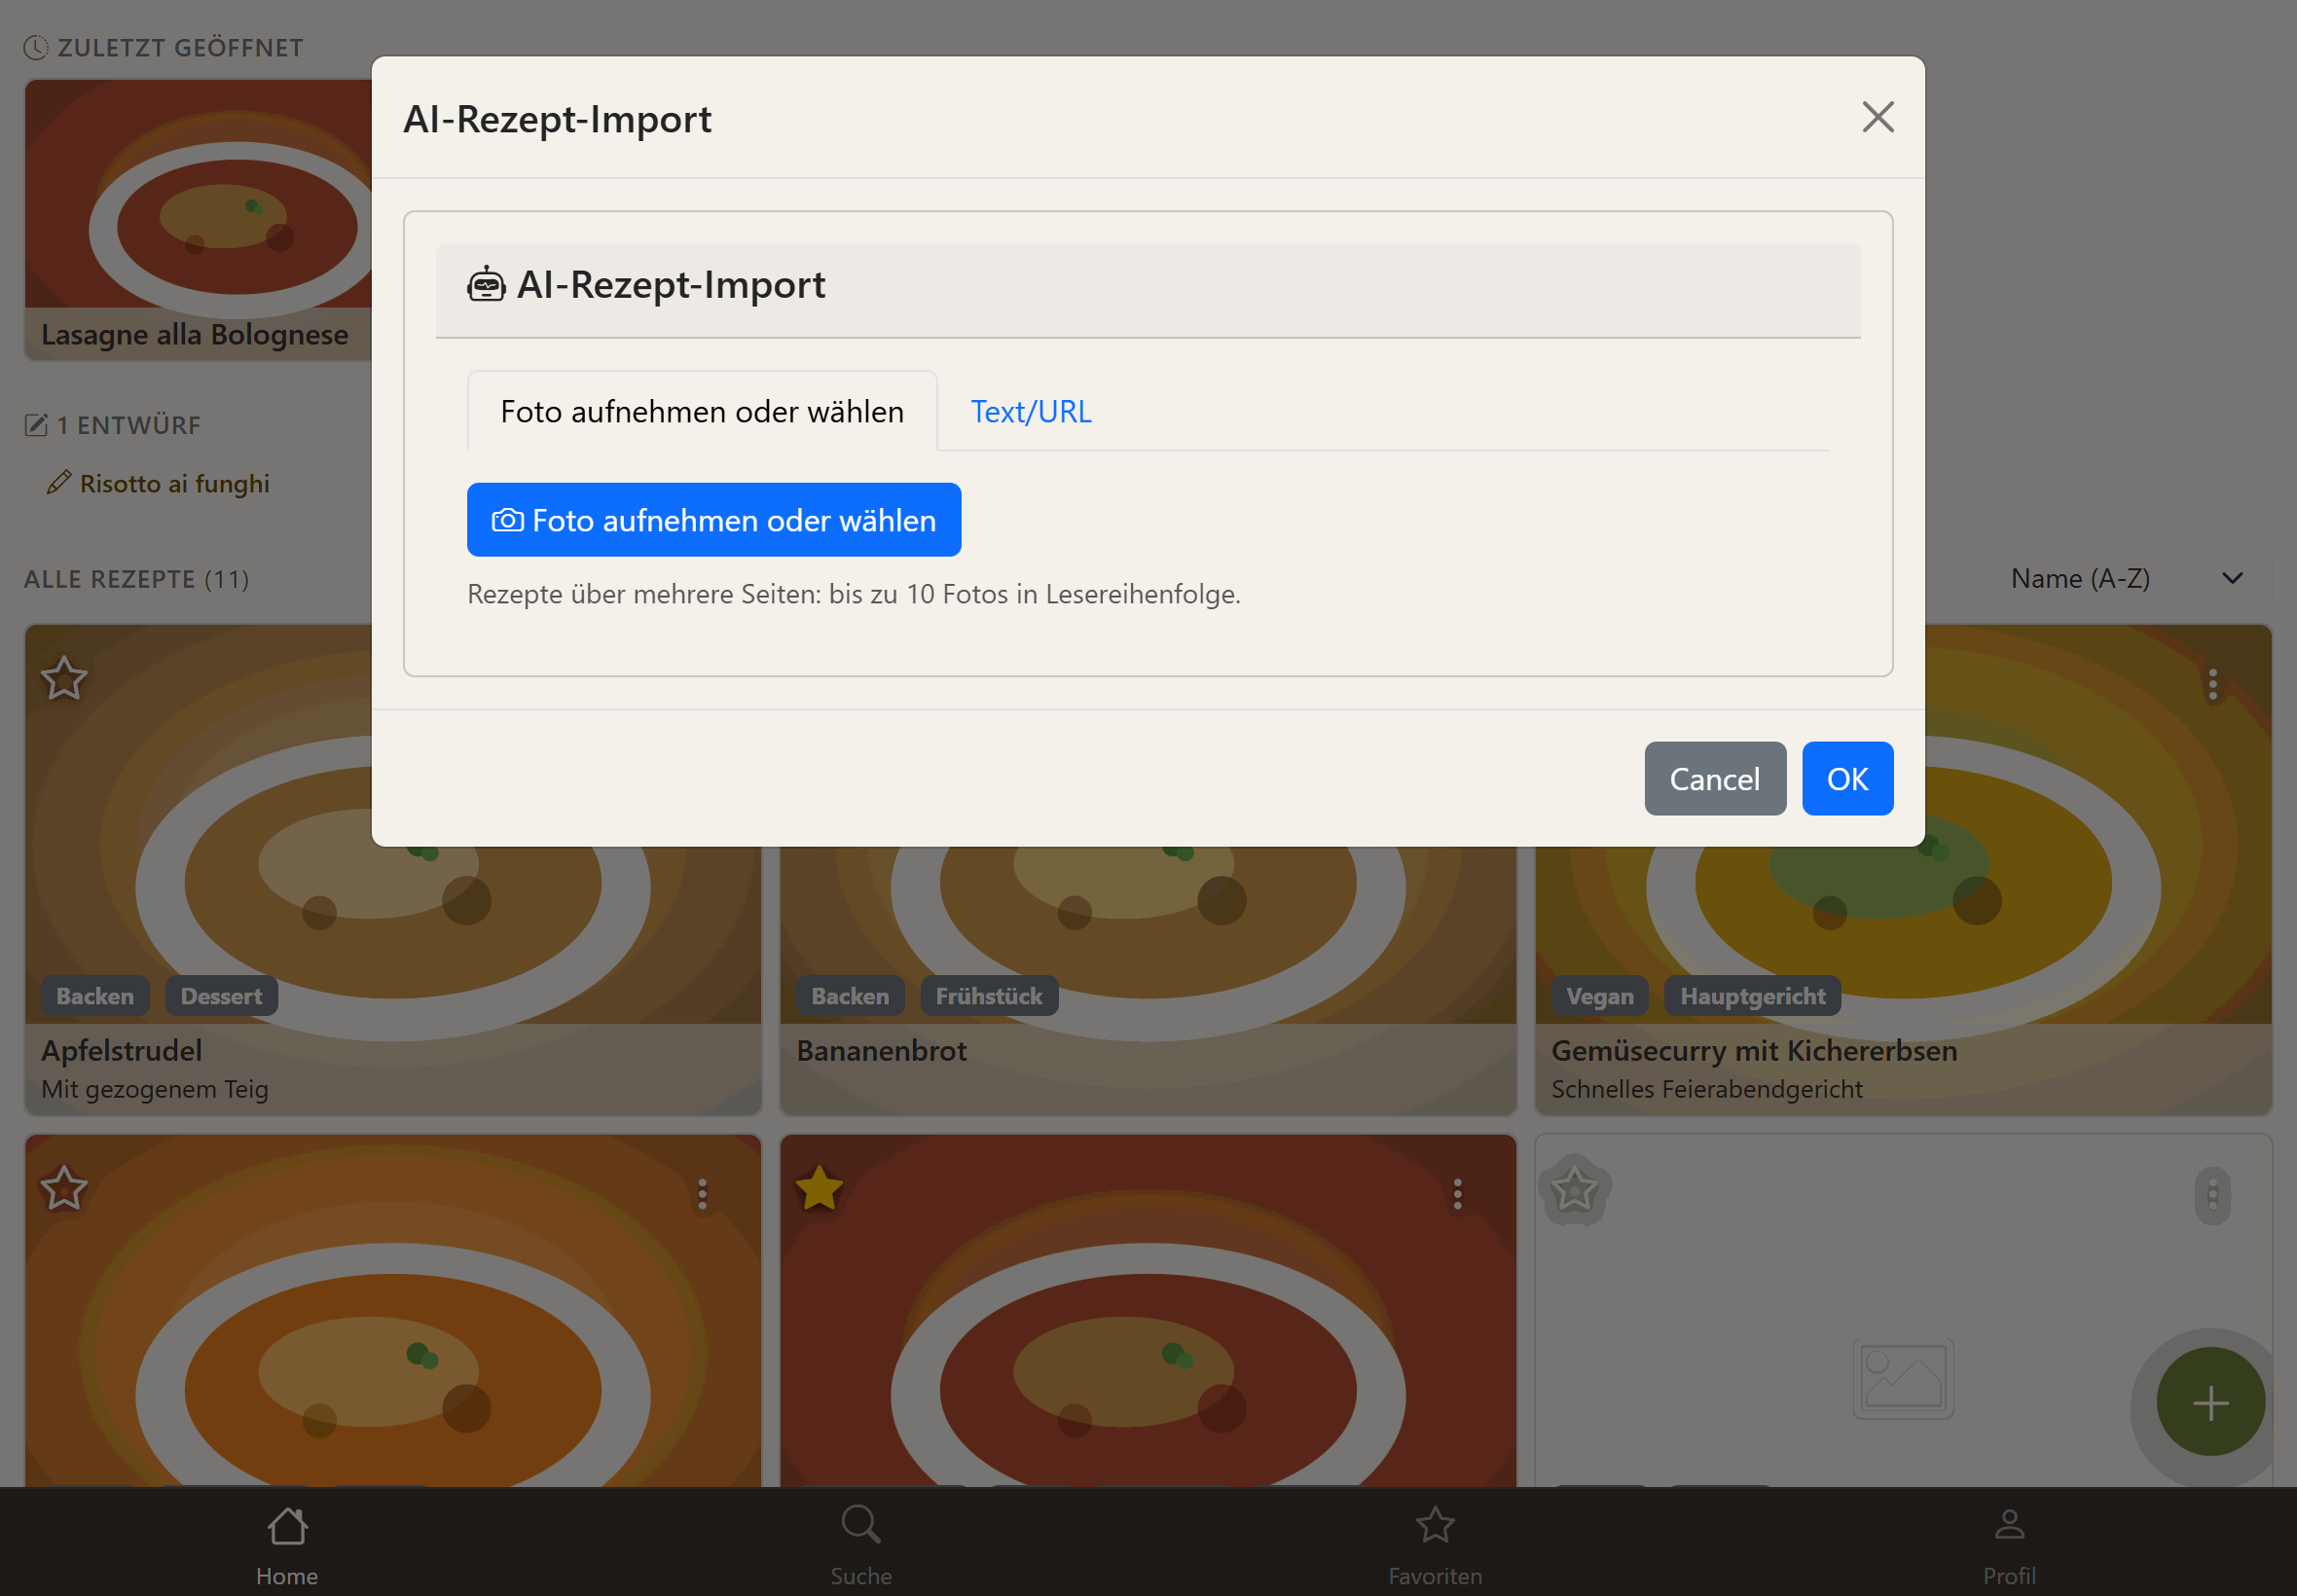 ZULETZT GEÖFFNET
Lasagne alla Bolognese
1 ENTWÜRF
Risotto ai funghi
ALLE REZEPTE (11)
Name (A-Z)
AI-Rezept-Import
AI-Rezept-Import
Foto aufnehmen oder wählen
Text/URL
Foto aufnehmen oder wählen
Rezepte über mehrere Seiten: bis zu 10 Fotos in Lesereihenfolge.
Cancel
OK
Backen
Dessert
Apfelstrudel
Mit gezogenem Teig
Backen
Frühstück
Bananenbrot
Vegan
Hauptgericht
Gemüsecurry mit Kichererbsen
Schnelles Feierabendgericht
Home
Suche
Favoriten
Profil